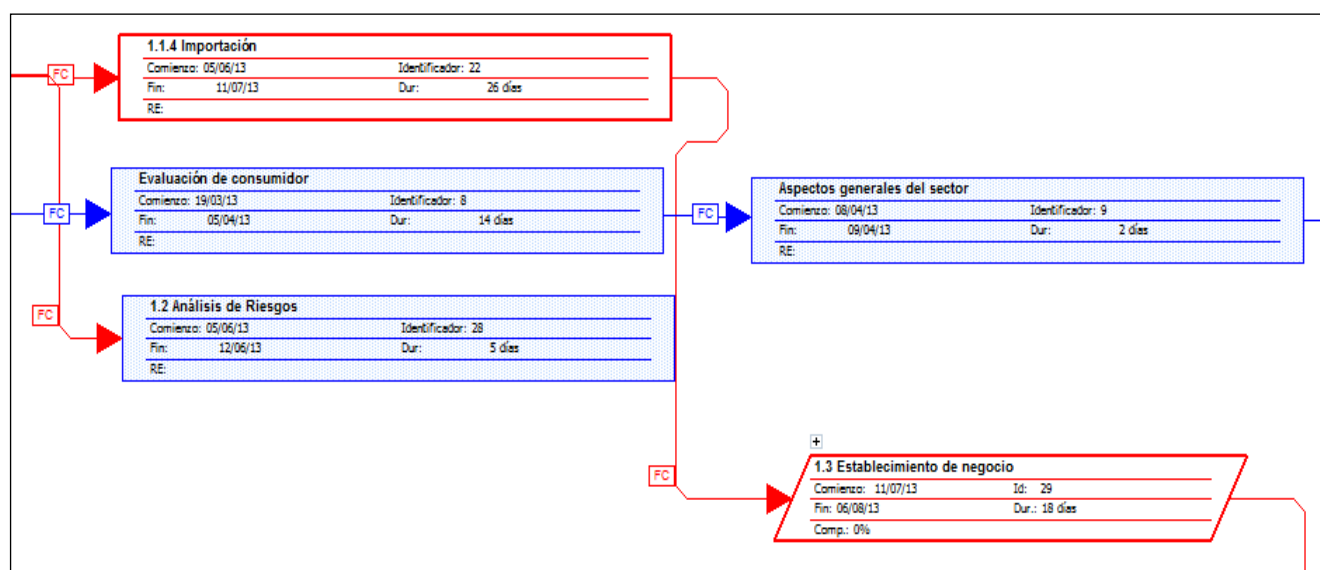 1.1.4 Importación
FC
Comienzo: 05/06/13 Identificador: 22
Fin: 11/07/13 Dur: 26 días
RE:
Evaluación de consumidor
Comienzo: 19/03/13 Identificador: 8
FC
Fin: 05/04/13 Dur: 14 días
RE:
FC
Aspectos generales del sector
Comienzo: 08/04/13 Identificador: 9
Fin: 09/04/13 Dur: 2 días
RE:
1.2 Análisis de Riesgos
FC
Comienzo: 05/06/13 Identificador: 28
Fin: 12/06/13 Dur: 5 días
RE:
+
FC
1.3 Establecimiento de negocio
Comienzo: 11/07/13 Id: 29
Fin: 06/08/13 Dur.: 18 días
Comp.: 0%